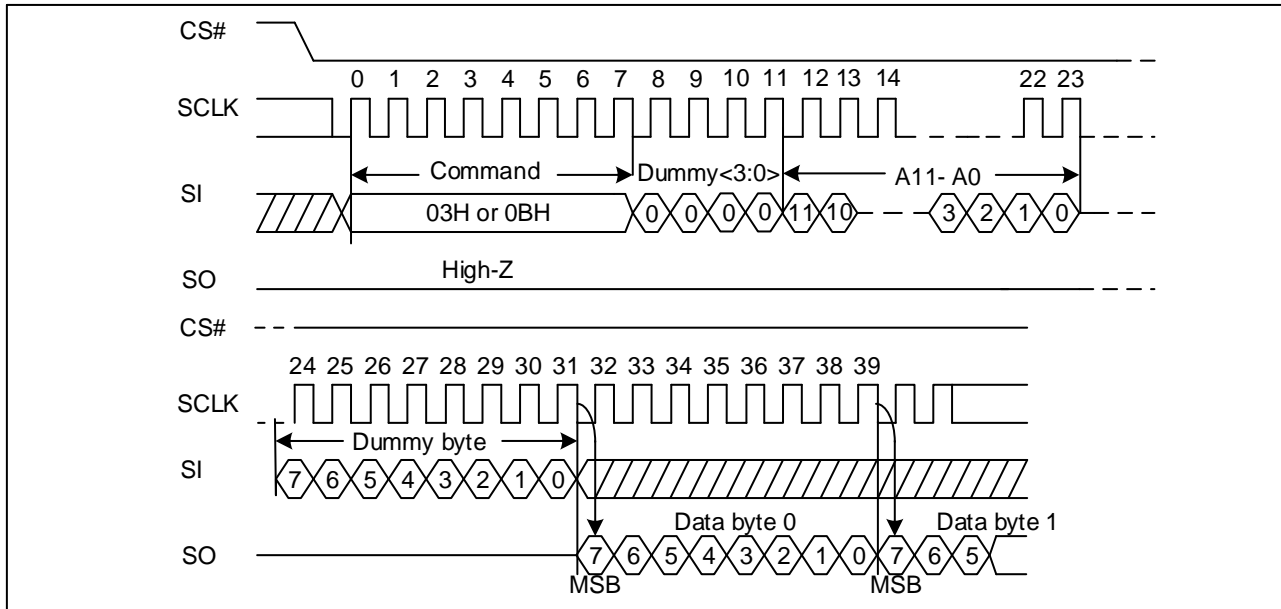 CS#
0 1 2 3 4 5 6 7 8 9 10 11 12 13 14 22 23
SCLK
Command Dummy<3:0> A11- A0
SI
03H or 0BH 0 0 0 0 11 10 3 2 1 0
High-Z
SO
CS#
24 25 26 27 28 29 30 31 32 33 34 35 36 37 38 39
SCLK
Dummy byte
SI
7 6 5 4 3 2 1 0
Data byte 0 Data byte 1
SO
7 6 5 4 3 2 1 0 7 6 5
MSB MSB